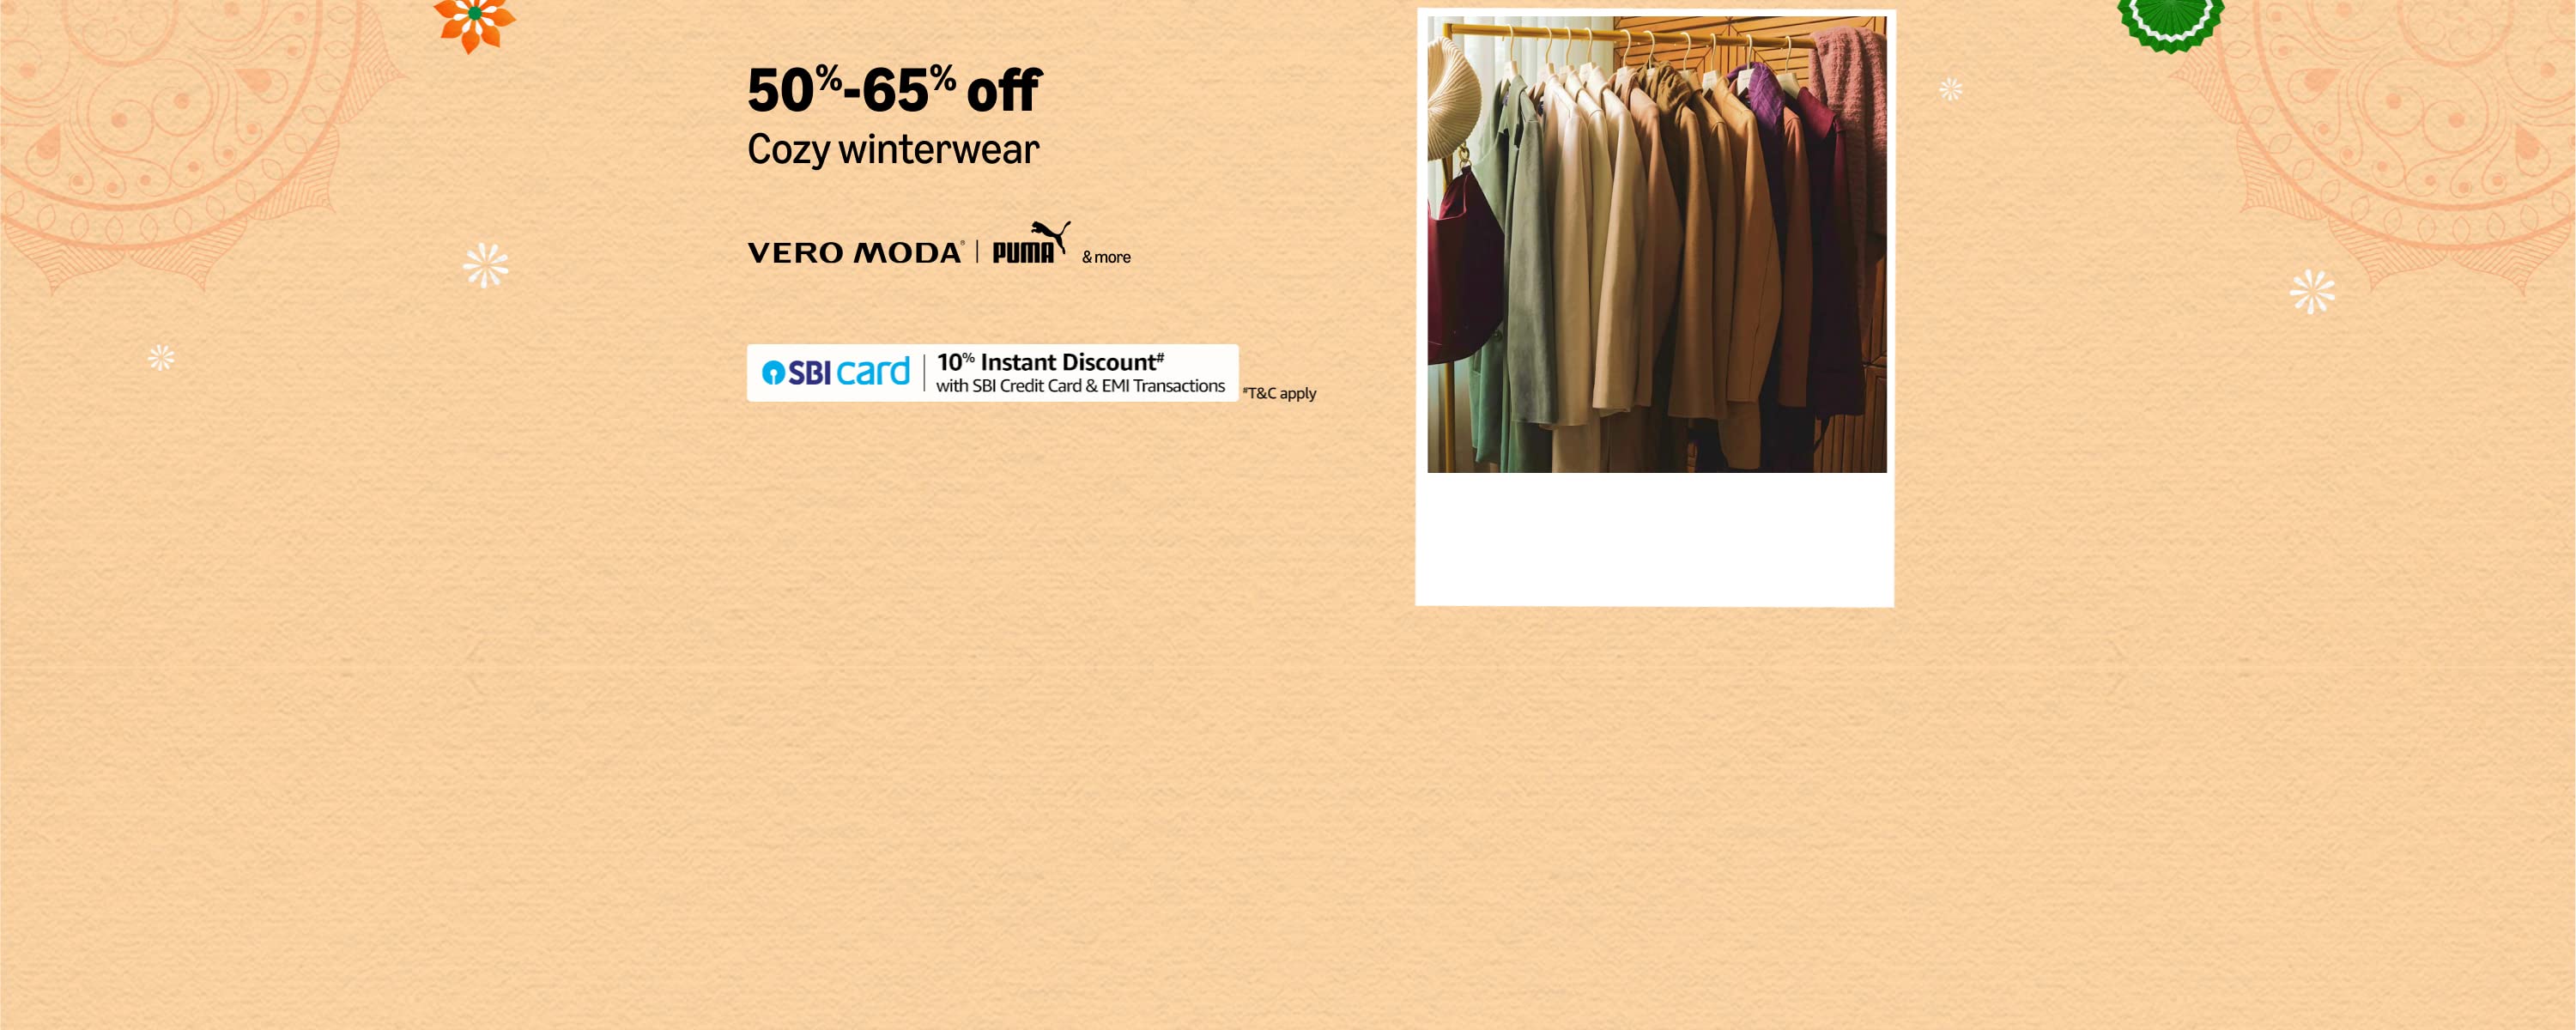 50%-65% off
Cozy winterwear
VERO MODA® | PUMA & more
SBI card | 10% Instant Discount#
with SBI Credit Card & EMI Transactions
#T&C apply